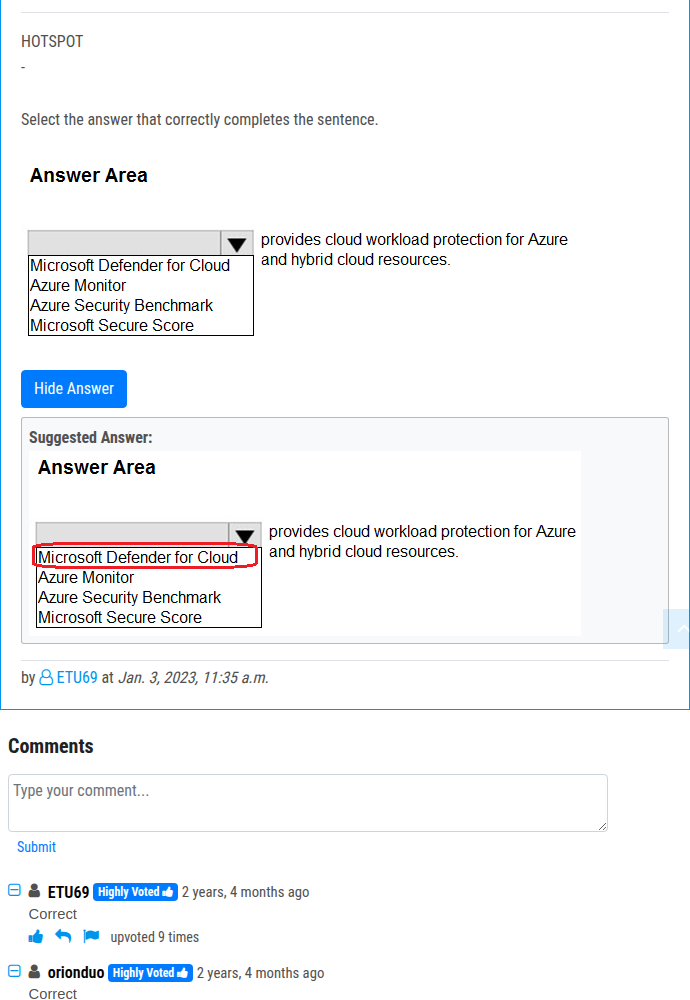 HOTSPOT
-
Select the answer that correctly completes the sentence.
Answer Area
provides cloud workload protection for Azure
and hybrid cloud resources.
Microsoft Defender for Cloud
Azure Monitor
Azure Security Benchmark
Microsoft Secure Score
Hide Answer
Suggested Answer:
Answer Area
provides cloud workload protection for Azure
and hybrid cloud resources.
Microsoft Defender for Cloud
Azure Monitor
Azure Security Benchmark
Microsoft Secure Score
by ETU69 at Jan. 3, 2023, 11:35 a.m.
Comments
Type your comment...
Submit
ETU69 Highly Voted 2 years, 4 months ago
Correct
upvoted 9 times
orionduo Highly Voted 2 years, 4 months ago
Correct